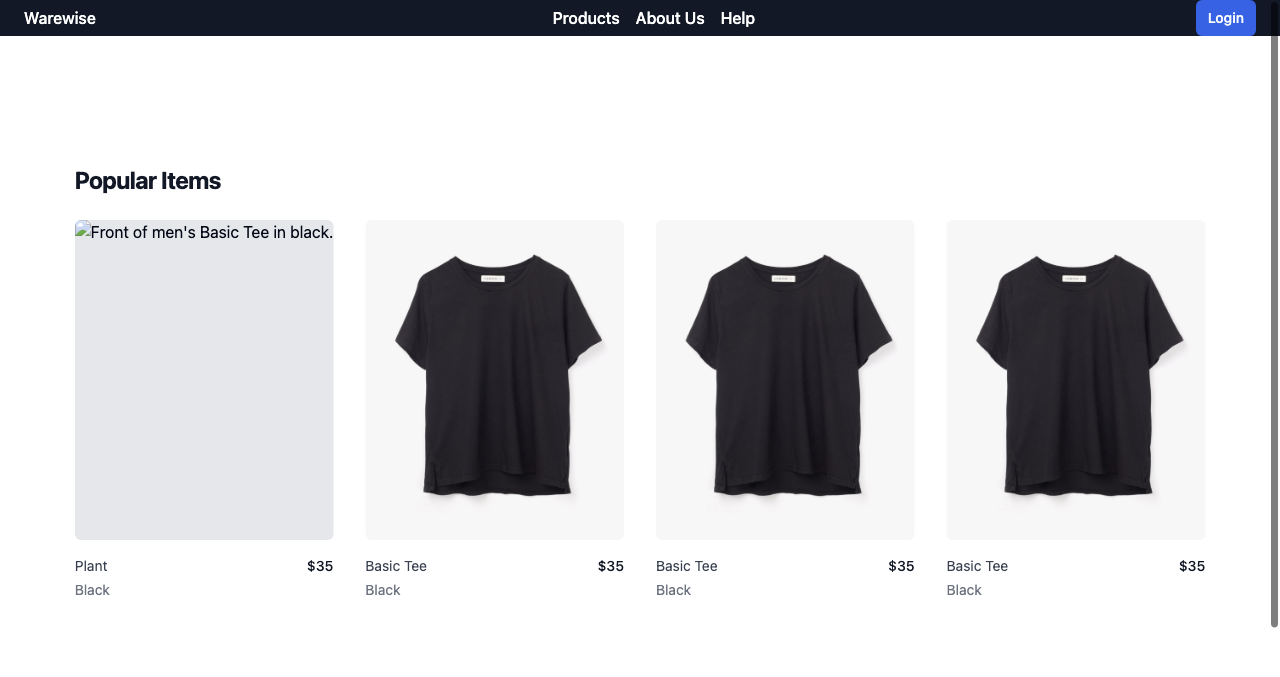 Warewise
Products About Us Help
Login
Popular Items
Front of men's Basic Tee in black.
Plant $35
Black
Basic Tee $35
Black
Basic Tee $35
Black
Basic Tee $35
Black